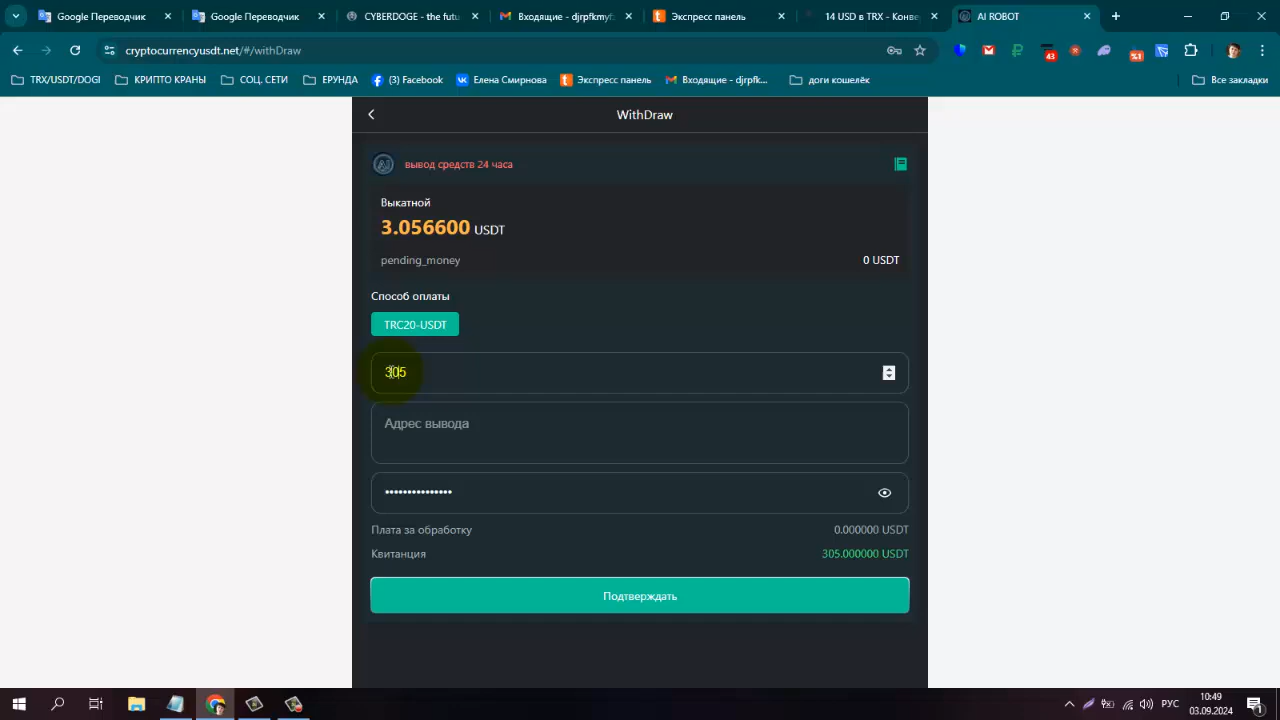 Google Переводчик
Google Переводчик
CYBERDOGE - the futu
Входящие - djrpfkmyf
Экспресс панель
14 USD в TRX - Конве
AI ROBOT
cryptocurrencyusdt.net/#/withDraw
43
TRX/USDT/DOGI
КРИПТО КРАНЫ
СОЦ. СЕТИ
ЕРУНДА
(3) Facebook
Елена Смирнова
Экспресс панель
Входящие - djrpfk...
доги кошелёк
Все закладки
WithDraw
вывод средств 24 часа
Выкатной
3.056600 USDT
pending_money 0 USDT
Способ оплаты
TRC20-USDT
305
Адрес вывода
•••••••••••••••
Плата за обработку 0.000000 USDT
Квитанция 305.000000 USDT
Подтверждать
РУС
10:49
03.09.2024